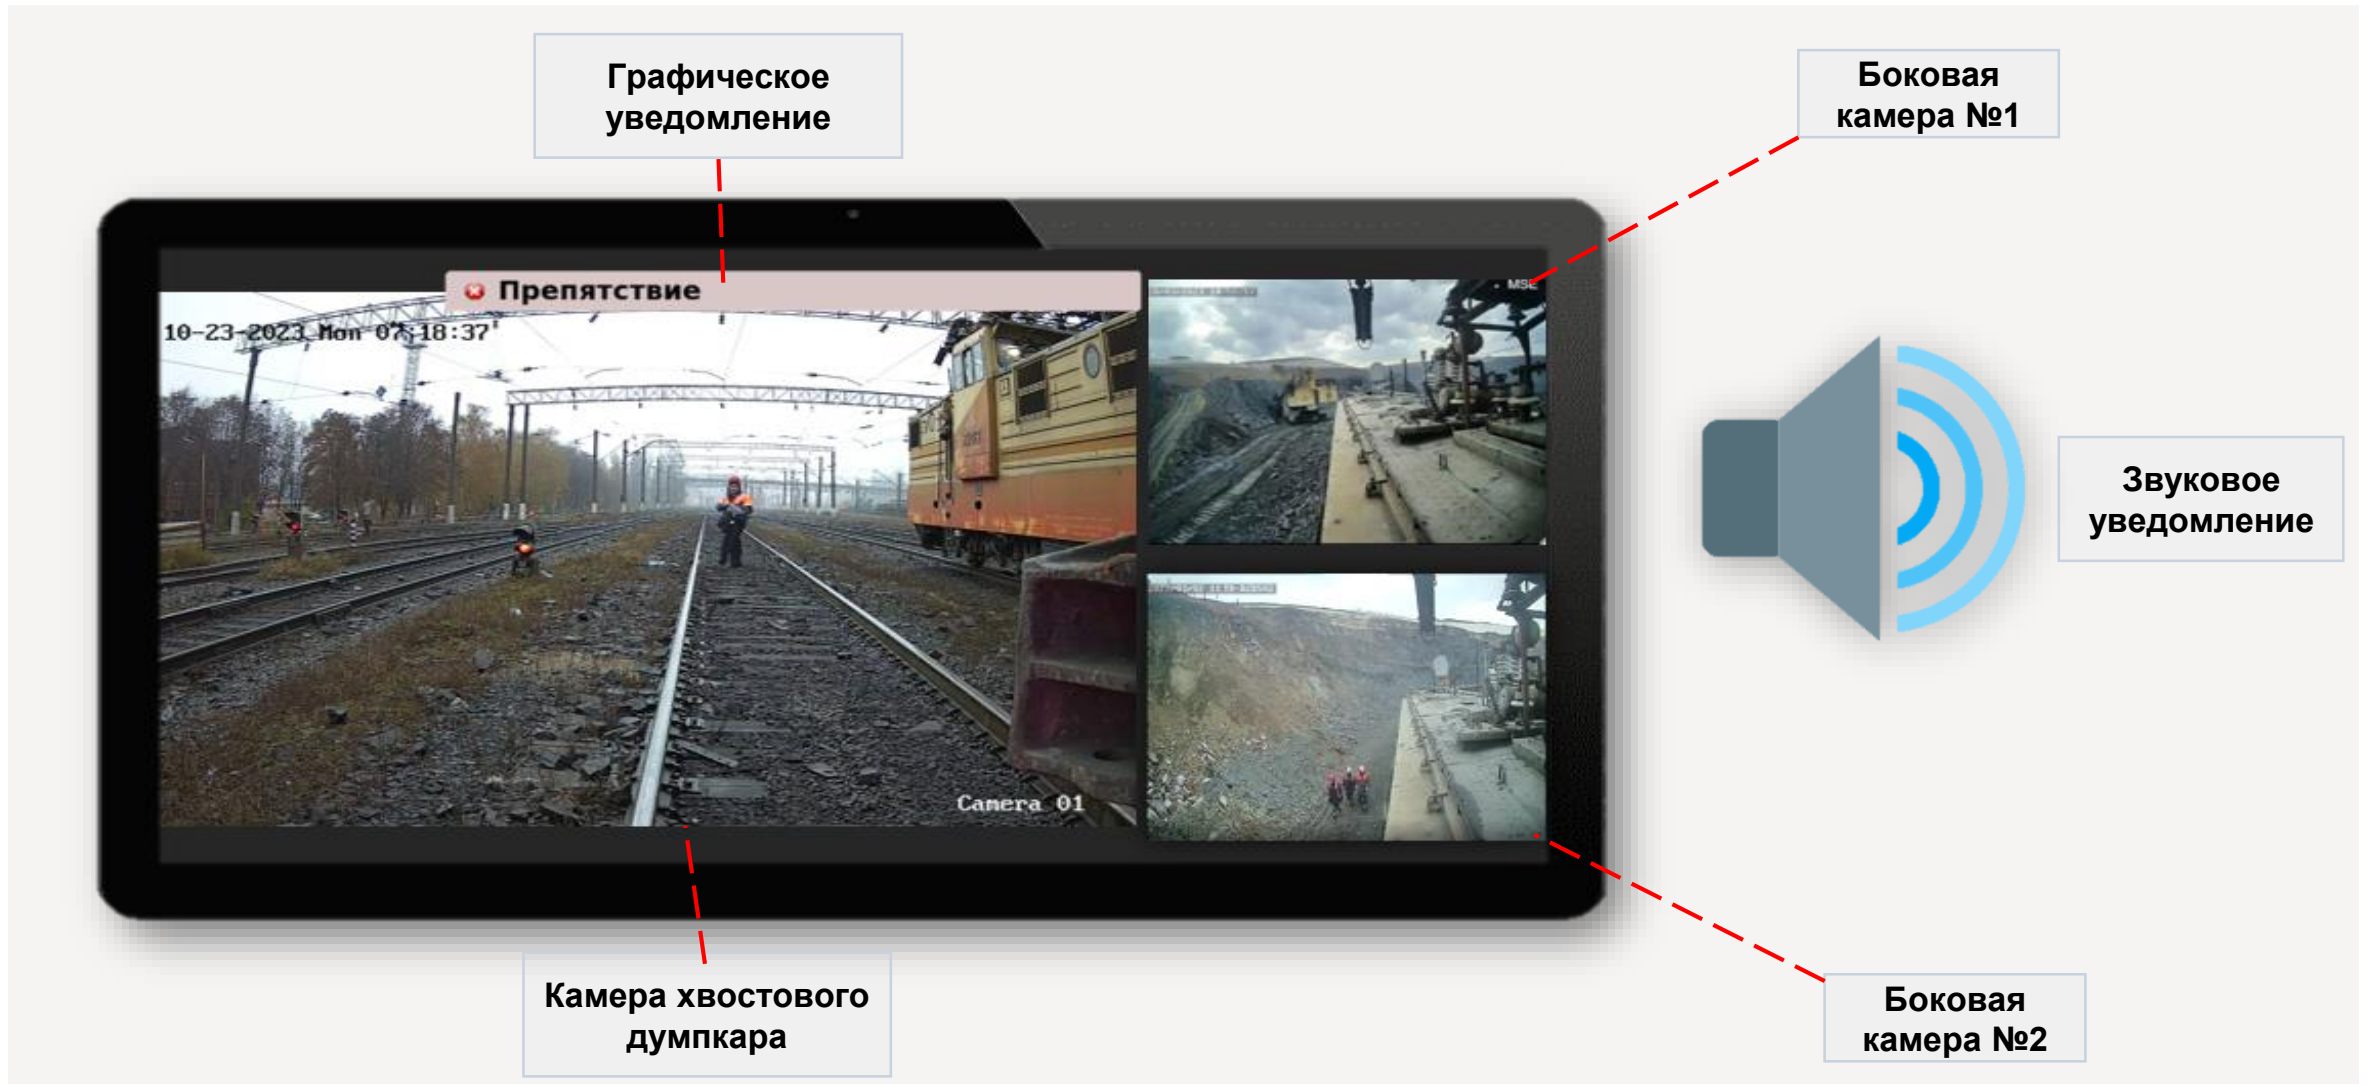 Графическое
уведомление
Боковая
камера №1
Препятствие
MSE
10-23-2023 Mon 07:18:37
Звуковое
уведомление
Camera 01
Камера хвостового
думпкара
Боковая
камера №2